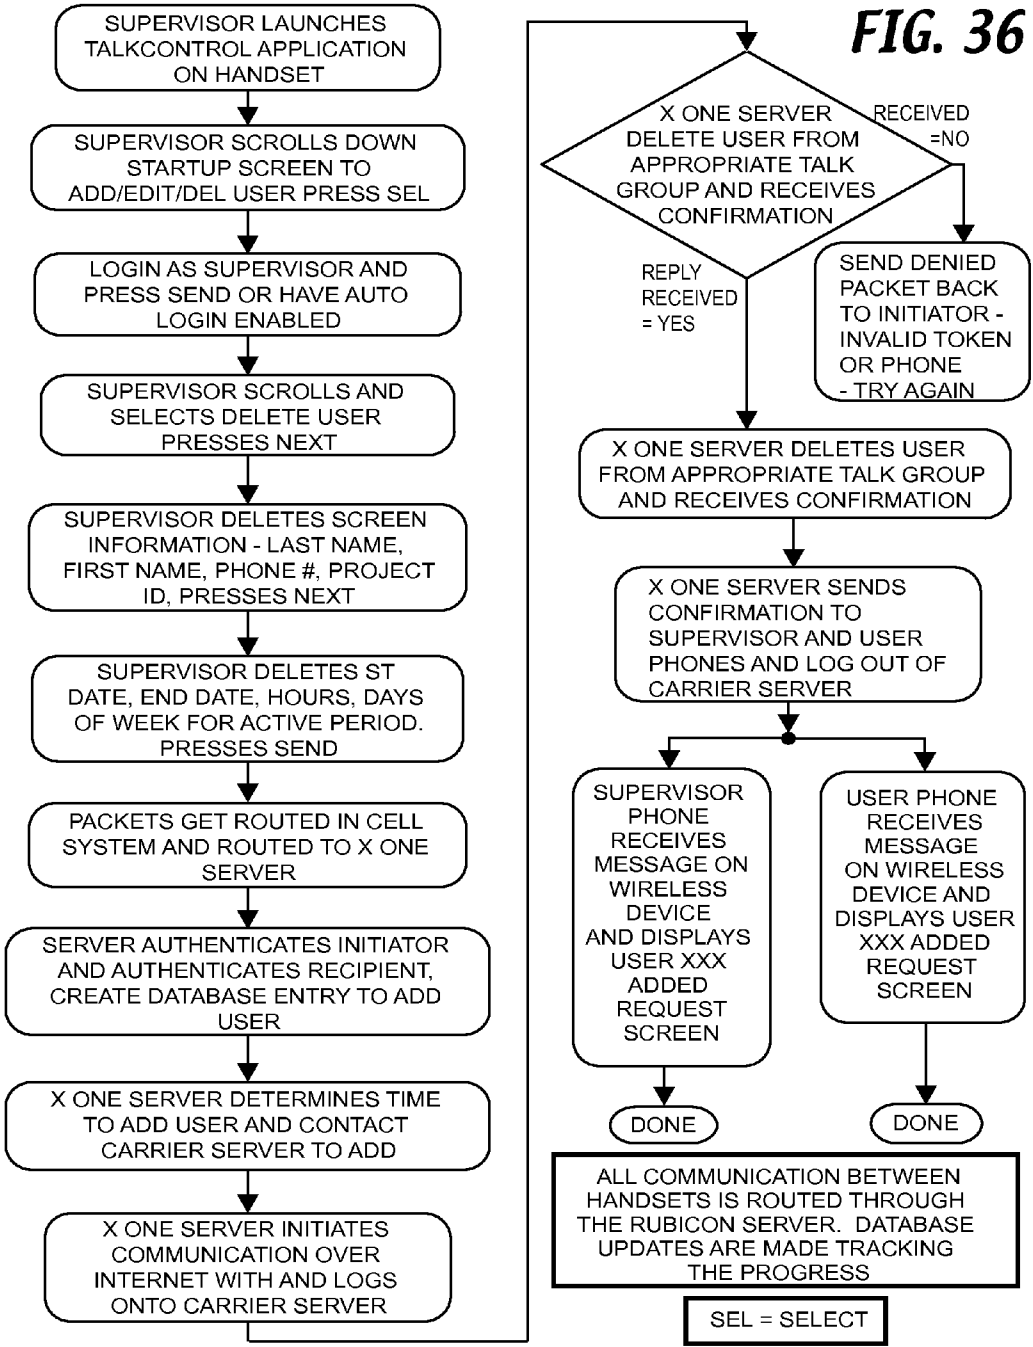 FIG. 36
SUPERVISOR LAUNCHES
TALKCONTROL APPLICATION
ON HANDSET
SUPERVISOR SCROLLS DOWN
STARTUP SCREEN TO
ADD/EDIT/DEL USER PRESS SEL
LOGIN AS SUPERVISOR AND
PRESS SEND OR HAVE AUTO
LOGIN ENABLED
SUPERVISOR SCROLLS AND
SELECTS DELETE USER
PRESSES NEXT
SUPERVISOR DELETES SCREEN
INFORMATION - LAST NAME,
FIRST NAME, PHONE #, PROJECT
ID, PRESSES NEXT
SUPERVISOR DELETES ST
DATE, END DATE, HOURS, DAYS
OF WEEK FOR ACTIVE PERIOD.
PRESSES SEND
PACKETS GET ROUTED IN CELL
SYSTEM AND ROUTED TO X ONE
SERVER
SERVER AUTHENTICATES INITIATOR
AND AUTHENTICATES RECIPIENT,
CREATE DATABASE ENTRY TO ADD
USER
X ONE SERVER DETERMINES TIME
TO ADD USER AND CONTACT
CARRIER SERVER TO ADD
X ONE SERVER INITIATES
COMMUNICATION OVER
INTERNET WITH AND LOGS
ONTO CARRIER SERVER
X ONE SERVER
DELETE USER FROM
APPROPRIATE TALK
GROUP AND RECEIVES
CONFIRMATION
RECEIVED
=NO
SEND DENIED
PACKET BACK
TO INITIATOR -
INVALID TOKEN
OR PHONE
- TRY AGAIN
REPLY
RECEIVED
= YES
X ONE SERVER DELETES USER
FROM APPROPRIATE TALK GROUP
AND RECEIVES CONFIRMATION
X ONE SERVER SENDS
CONFIRMATION TO
SUPERVISOR AND USER
PHONES AND LOG OUT OF
CARRIER SERVER
SUPERVISOR
PHONE
RECEIVES
MESSAGE ON
WIRELESS
DEVICE
AND DISPLAYS
USER XXX
ADDED
REQUEST
SCREEN
DONE
USER PHONE
RECEIVES
MESSAGE
ON WIRELESS
DEVICE AND
DISPLAYS USER
XXX ADDED
REQUEST
SCREEN
DONE
ALL COMMUNICATION BETWEEN
HANDSETS IS ROUTED THROUGH
THE RUBICON SERVER. DATABASE
UPDATES ARE MADE TRACKING
THE PROGRESS
SEL = SELECT